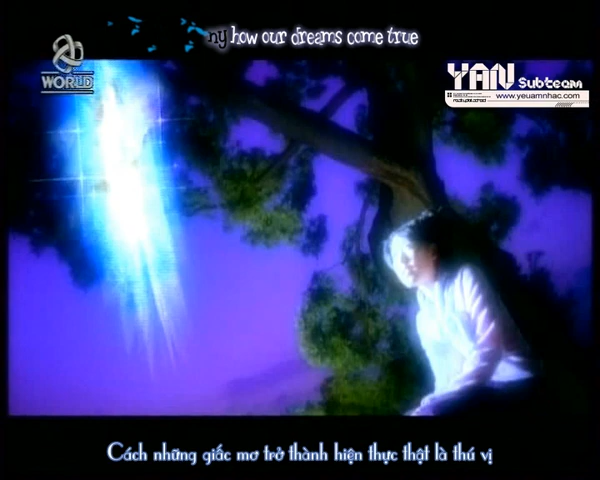 ny how our dreams come true
WORLD
YAN
Subteam
www.yeuamnhac.com
Cách những giấc mơ trở thành hiện thực thật là thú vị